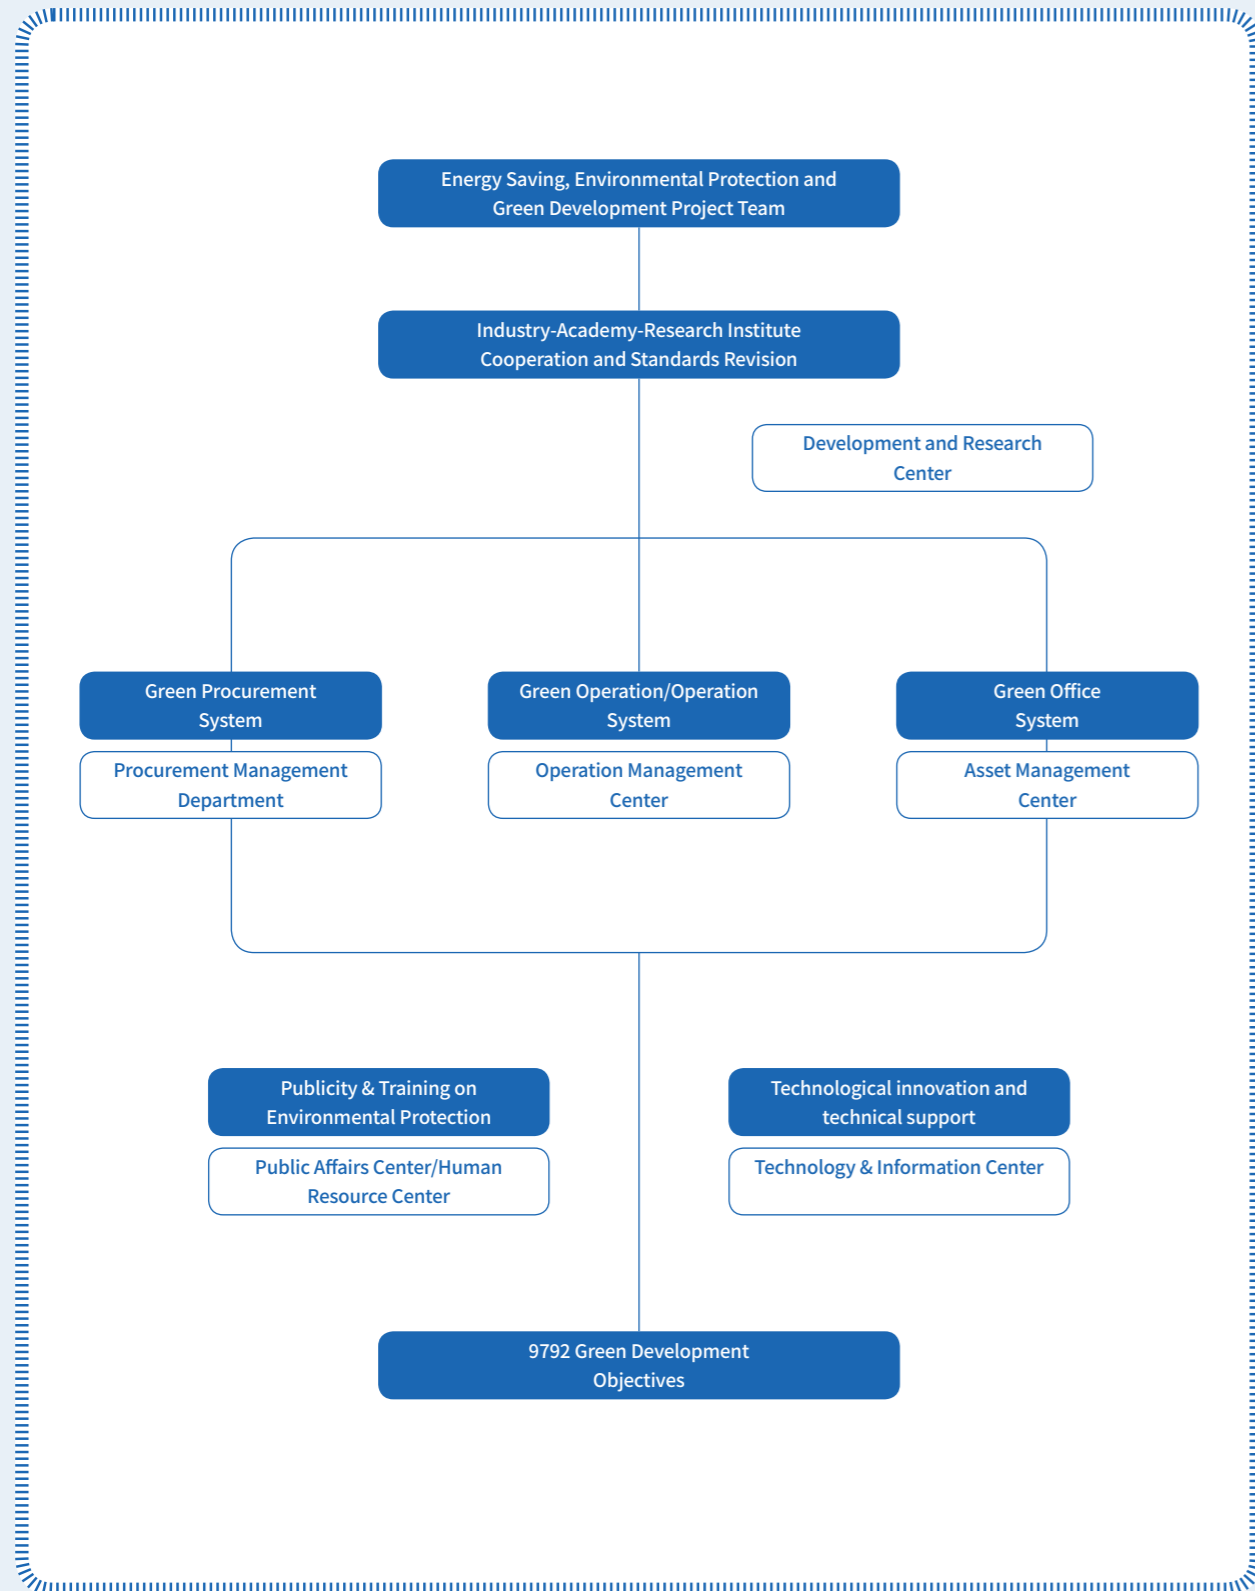 Energy Saving, Environmental Protection and
Green Development Project Team
Industry-Academy-Research Institute
Cooperation and Standards Revision
Development and Research
Center
Green Procurement
System
Procurement Management
Department
Green Operation/Operation
System
Operation Management
Center
Green Office
System
Asset Management
Center
Publicity & Training on
Environmental Protection
Public Affairs Center/Human
Resource Center
Technological innovation and
technical support
Technology & Information Center
9792 Green Development
Objectives